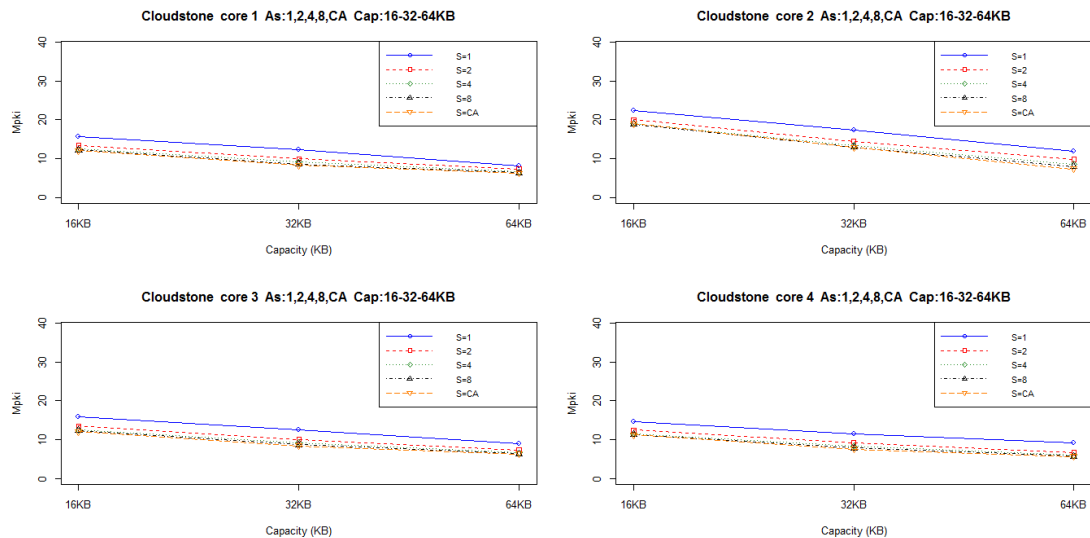 Cloudstone core 1 As:1,2,4,8,CA Cap:16-32-64KB
40
30
20
10
0
Mpki
S=1
S=2
S=4
S=8
S=CA
16KB
32KB
64KB
Capacity (KB)
Cloudstone core 2 As:1,2,4,8,CA Cap:16-32-64KB
40
30
20
10
0
Mpki
S=1
S=2
S=4
S=8
S=CA
16KB
32KB
64KB
Capacity (KB)
Cloudstone core 3 As:1,2,4,8,CA Cap:16-32-64KB
40
30
20
10
0
Mpki
S=1
S=2
S=4
S=8
S=CA
16KB
32KB
64KB
Capacity (KB)
Cloudstone core 4 As:1,2,4,8,CA Cap:16-32-64KB
40
30
20
10
0
Mpki
S=1
S=2
S=4
S=8
S=CA
16KB
32KB
64KB
Capacity (KB)